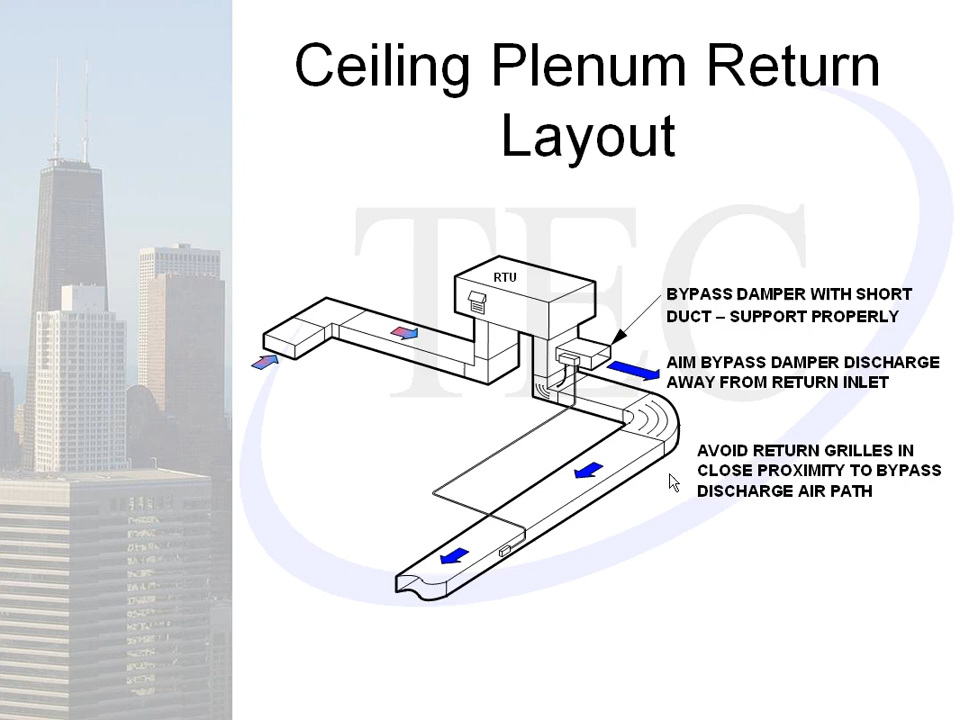 Ceiling Plenum Return
Layout
TEC
RTU
BYPASS DAMPER WITH SHORT
DUCT – SUPPORT PROPERLY
AIM BYPASS DAMPER DISCHARGE
AWAY FROM RETURN INLET
AVOID RETURN GRILLES IN
CLOSE PROXIMITY TO BYPASS
DISCHARGE AIR PATH